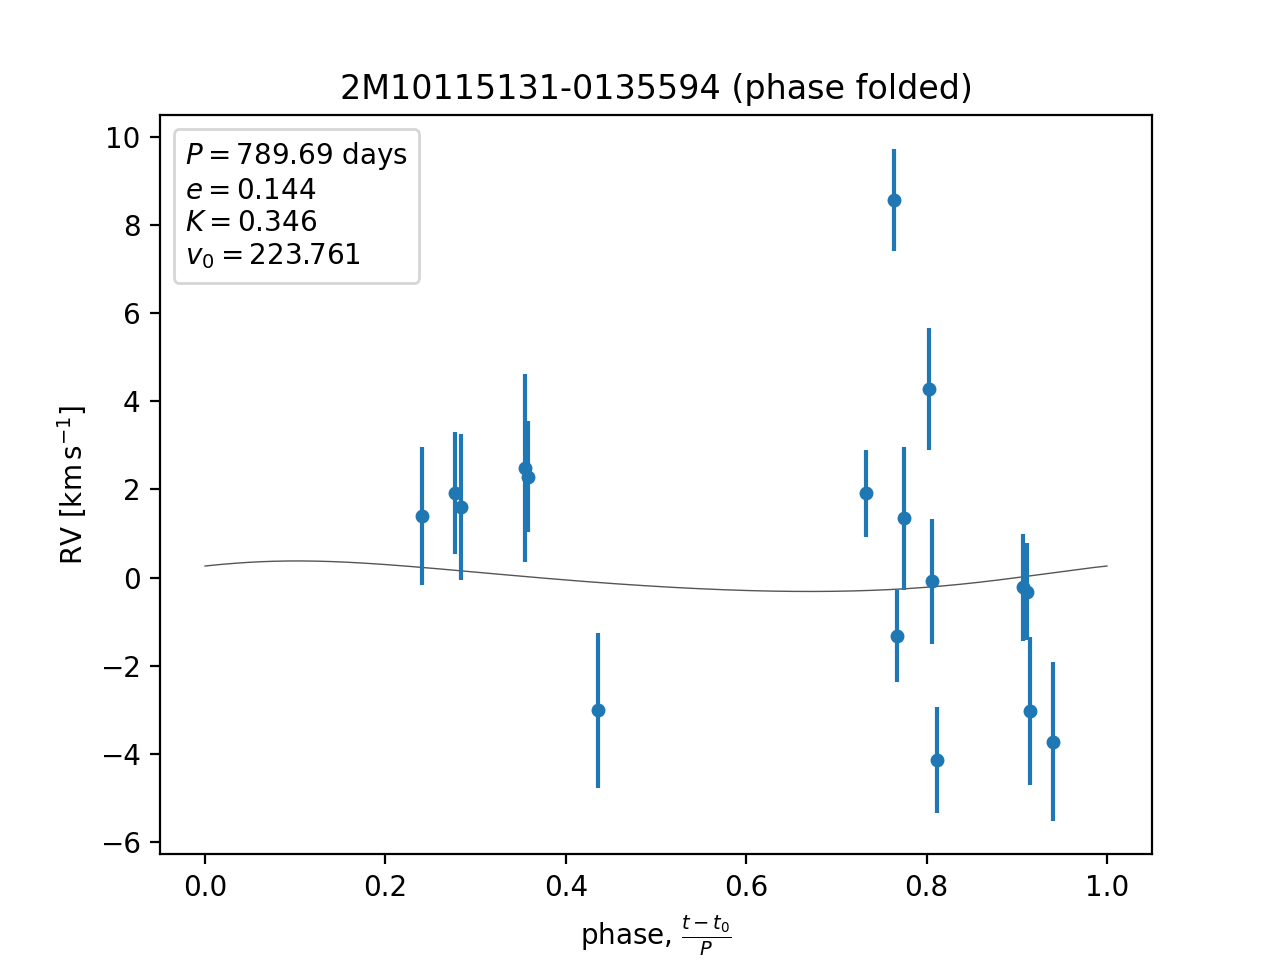 2M10115131-0135594 (phase folded)
P = 789.69 days
e = 0.144
K = 0.346
v₀ = 223.761
RV [km s⁻¹]
10
8
6
4
2
0
−2
−4
−6
0.0 0.2 0.4 0.6 0.8 1.0
phase, (t − t₀)/P